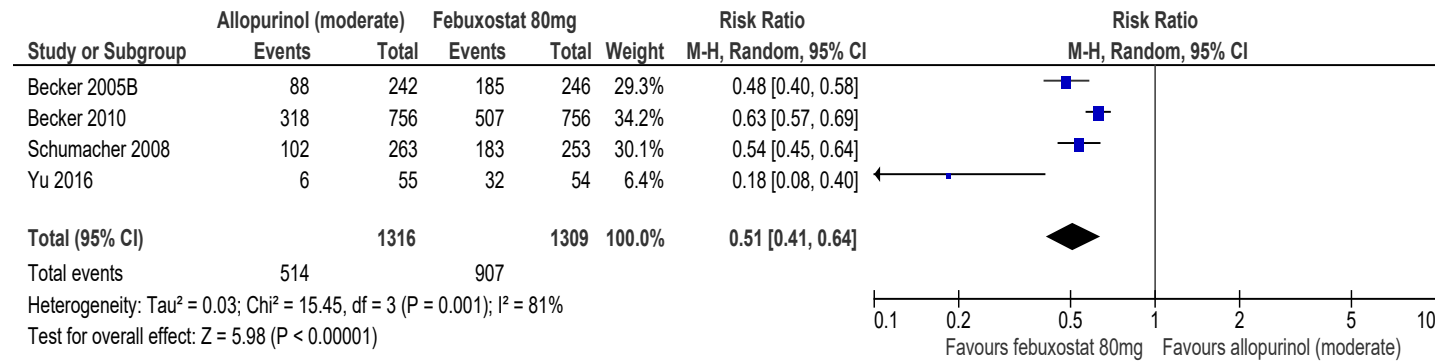 Allopurinol (moderate) Febuxostat 80mg Risk Ratio Risk Ratio
Study or Subgroup Events Total Events Total Weight M-H, Random, 95% CI M-H, Random, 95% CI
Becker 2005B 88 242 185 246 29.3% 0.48 [0.40, 0.58]
Becker 2010 318 756 507 756 34.2% 0.63 [0.57, 0.69]
Schumacher 2008 102 263 183 253 30.1% 0.54 [0.45, 0.64]
Yu 2016 6 55 32 54 6.4% 0.18 [0.08, 0.40]
Total (95% CI) 1316 1309 100.0% 0.51 [0.41, 0.64]
Total events 514 907
Heterogeneity: Tau² = 0.03; Chi² = 15.45, df = 3 (P = 0.001); I² = 81%
Test for overall effect: Z = 5.98 (P < 0.00001)
0.1 0.2 0.5 1 2 5 10
Favours febuxostat 80mg Favours allopurinol (moderate)